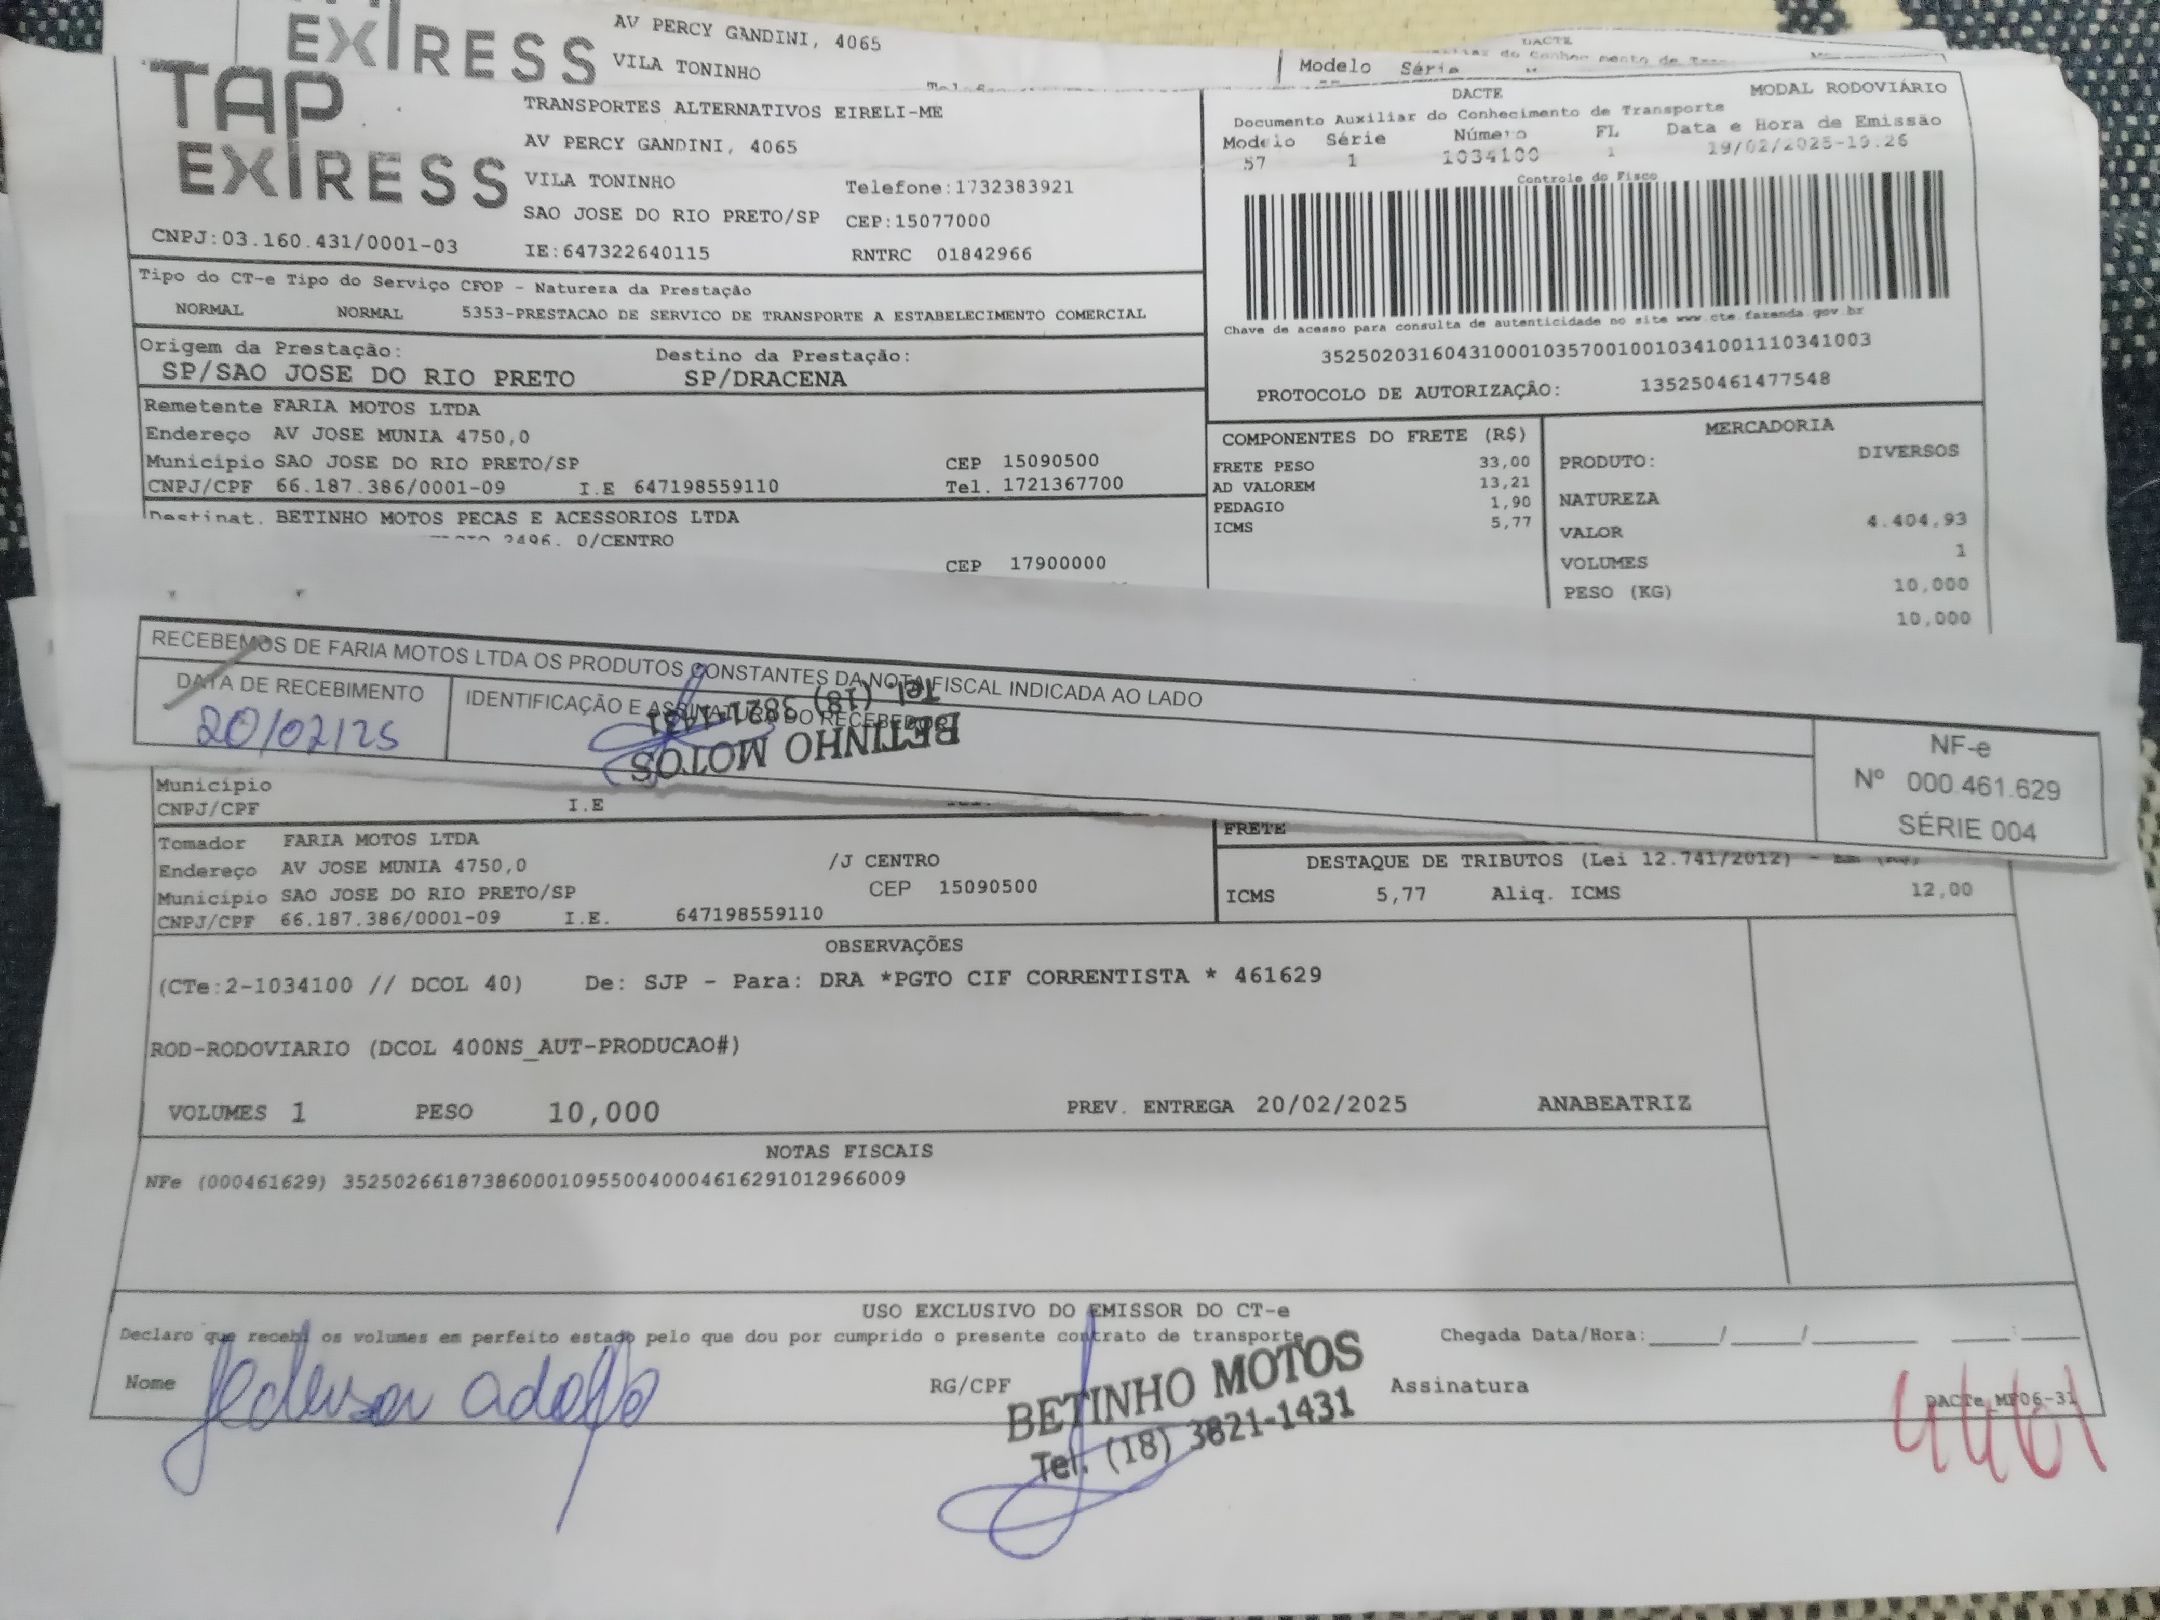 EXPRESS
AV PERCY GANDINI, 4065
VILA TONINHO
DACTE
Modelo Série
TAP
EXPRESS
TRANSPORTES ALTERNATIVOS EIRELI-ME
AV PERCY GANDINI, 4065
VILA TONINHO Telefone:1732383921
SAO JOSE DO RIO PRETO/SP CEP:15077000
CNPJ:03.160.431/0001-03 IE:647322640115 RNTRC 01842966
DACTE MODAL RODOVIÁRIO
Documento Auxiliar do Conhecimento de Transporte
Modelo Série Número FL Data e Hora de Emissão
57 1 1034100 1 19/02/2025-19:26
Controle do Fisco
Chave de acesso para consulta de autenticidade no site www.cte.fazenda.gov.br
35250203160431000103570010010341001110341003
PROTOCOLO DE AUTORIZAÇÃO: 135250461477548
Tipo do CT-e Tipo do Serviço CFOP - Natureza da Prestação
NORMAL NORMAL 5353-PRESTACAO DE SERVICO DE TRANSPORTE A ESTABELECIMENTO COMERCIAL
Origem da Prestação: Destino da Prestação:
SP/SAO JOSE DO RIO PRETO SP/DRACENA
Remetente FARIA MOTOS LTDA
Endereço AV JOSE MUNIA 4750,0
Município SAO JOSE DO RIO PRETO/SP CEP 15090500
CNPJ/CPF 66.187.386/0001-09 I.E 647198559110 Tel. 1721367700
Destinat. BETINHO MOTOS PECAS E ACESSORIOS LTDA
2496, 0/CENTRO
CEP 17900000
COMPONENTES DO FRETE (R$)
FRETE PESO 33,00
AD VALOREM 13,21
PEDAGIO 1,90
ICMS 5,77
MERCADORIA
PRODUTO: DIVERSOS
NATUREZA
VALOR 4.404,93
VOLUMES 1
PESO (KG) 10,000
10,000
RECEBEMOS DE FARIA MOTOS LTDA OS PRODUTOS CONSTANTES DA NOTA FISCAL INDICADA AO LADO
DATA DE RECEBIMENTO IDENTIFICAÇÃO E ASSINATURA DO RECEBEDOR
20/02/25
BETINHO MOTOS
Tel. (18) 3821-1431
NF-e
Nº 000.461.629
SÉRIE 004
Município
CNPJ/CPF I.E
Tomador FARIA MOTOS LTDA
Endereço AV JOSE MUNIA 4750,0 /J CENTRO
Município SAO JOSE DO RIO PRETO/SP CEP 15090500
CNPJ/CPF 66.187.386/0001-09 I.E. 647198559110
FRETE
DESTAQUE DE TRIBUTOS (Lei 12.741/2012) -
ICMS 5,77 Aliq. ICMS 12,00
OBSERVAÇÕES
(CTe:2-1034100 // DCOL 40) De: SJP - Para: DRA *PGTO CIF CORRENTISTA * 461629
ROD-RODOVIARIO (DCOL 400NS_AUT-PRODUCAO#)
VOLUMES 1 PESO 10,000 PREV. ENTREGA 20/02/2025 ANABEATRIZ
NOTAS FISCAIS
NFe (000461629) 35250266187386000109550040004616291012966009
USO EXCLUSIVO DO EMISSOR DO CT-e
Declaro que recebi os volumes em perfeito estado pelo que dou por cumprido o presente contrato de transporte Chegada Data/Hora:____/____/______ ___:____
Nome RG/CPF Assinatura
BETINHO MOTOS
Tel. (18) 3821-1431
DACTe_MF06-31